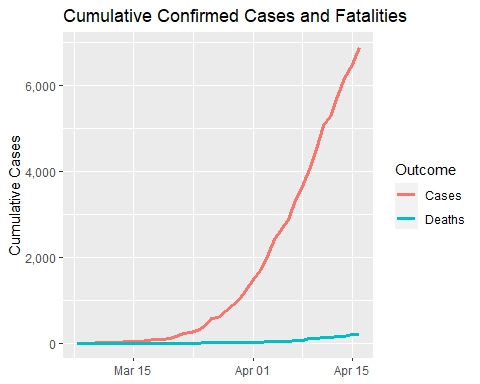 Cumulative Confirmed Cases and Fatalities
Cumulative Cases
6,000
4,000
2,000
0
Mar 15
Apr 01
Apr 15
Outcome
Cases
Deaths